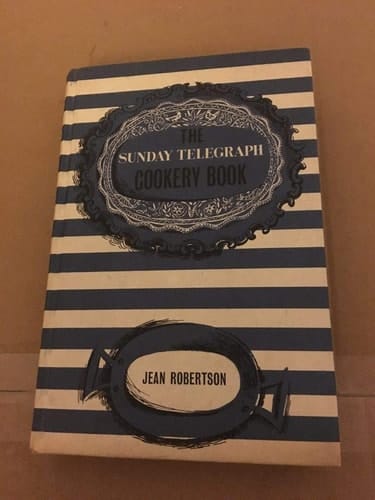 THE
SUNDAY TELEGRAPH
COOKERY BOOK
JEAN ROBERTSON